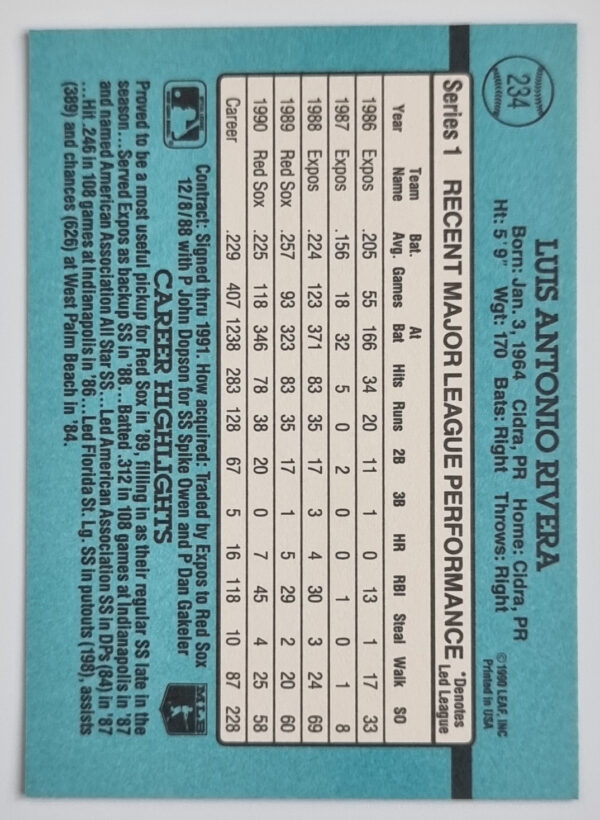 234
LUIS ANTONIO RIVERA
Born: Jan. 3, 1964 Cidra, PR Home: Cidra, PR
Ht: 5' 9" Wgt: 170 Bats: Right Throws: Right
©1990 LEAF, INC
Printed in USA
Series 1 RECENT MAJOR LEAGUE PERFORMANCE *Denotes Led League
Year Team Name Bat. Avg. Games At Bat Hits Runs 2B 3B HR RBI Steal Walk SO
1986 Expos .205 55 166 34 20 11 1 0 13 1 17 33
1987 Expos .156 18 32 5 0 2 0 0 1 0 1 8
1988 Expos .224 123 371 83 35 17 3 4 30 3 24 69
1989 Red Sox .257 93 323 83 35 17 1 5 29 2 20 60
1990 Red Sox .225 118 346 78 38 20 0 7 45 4 25 58
Career .229 407 1238 283 128 67 5 16 118 10 87 228
Contract: Signed thru 1991. How acquired: Traded by Expos to Red Sox
12/8/88 with P John Dopson for SS Spike Owen and P Dan Gakeler
MLB
CAREER HIGHLIGHTS
Proved to be a most useful pickup for Red Sox in '89, filling in as their regular SS late in the
season...Served Expos as backup SS in '88...Batted .312 in 108 games at Indianapolis in '87
and named American Association All Star SS...Led American Association SS in DPs (84) in '87
...Hit .246 in 108 games at Indianapolis in '86...Led Florida St. Lg. SS in putouts (198), assists
(389) and chances (626) at West Palm Beach in '84.